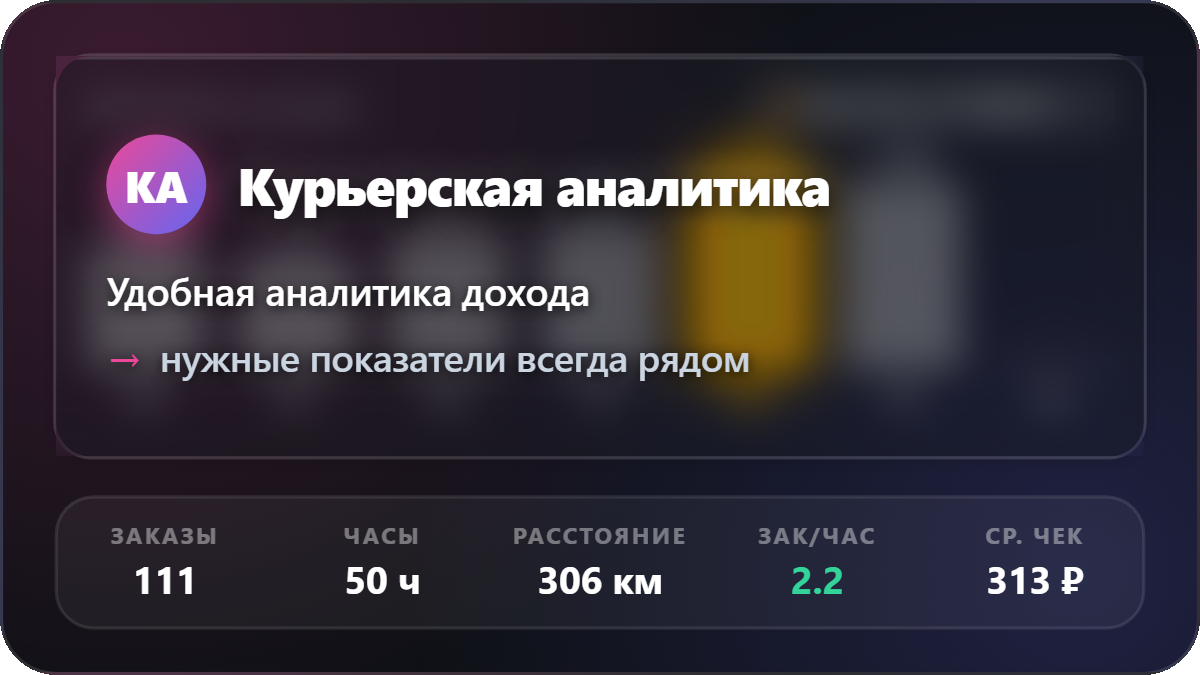 КА
Курьерская аналитика
Удобная аналитика дохода
→ нужные показатели всегда рядом
ЗАКАЗЫ ЧАСЫ РАССТОЯНИЕ ЗАК/ЧАС СР. ЧЕК
111 50 ч 306 км 2.2 313 ₽